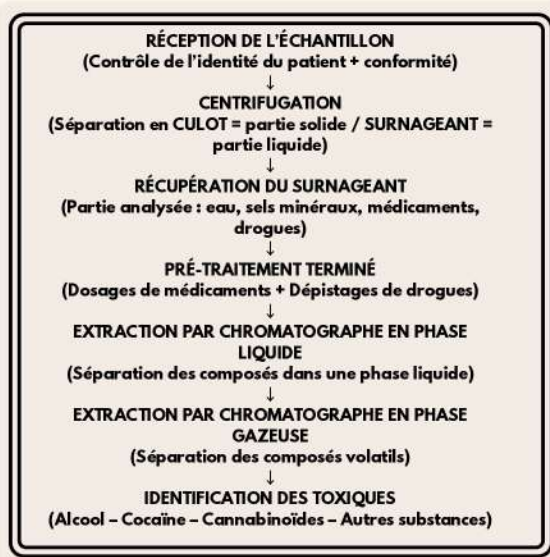 RÉCEPTION DE L'ÉCHANTILLON
(Contrôle de l'identité du patient + conformité)
↓
CENTRIFUGATION
(Séparation en CULOT = partie solide / SURNAGEANT =
partie liquide)
↓
RÉCUPÉRATION DU SURNAGEANT
(Partie analysée : eau, sels minéraux, médicaments,
drogues)
↓
PRÉ-TRAITEMENT TERMINÉ
(Dosages de médicaments + Dépistages de drogues)
↓
EXTRACTION PAR CHROMATOGRAPHE EN PHASE
LIQUIDE
(Séparation des composés dans une phase liquide)
↓
EXTRACTION PAR CHROMATOGRAPHE EN PHASE
GAZEUSE
(Séparation des composés volatils)
↓
IDENTIFICATION DES TOXIQUES
(Alcool – Cocaïne – Cannabinoïdes – Autres substances)